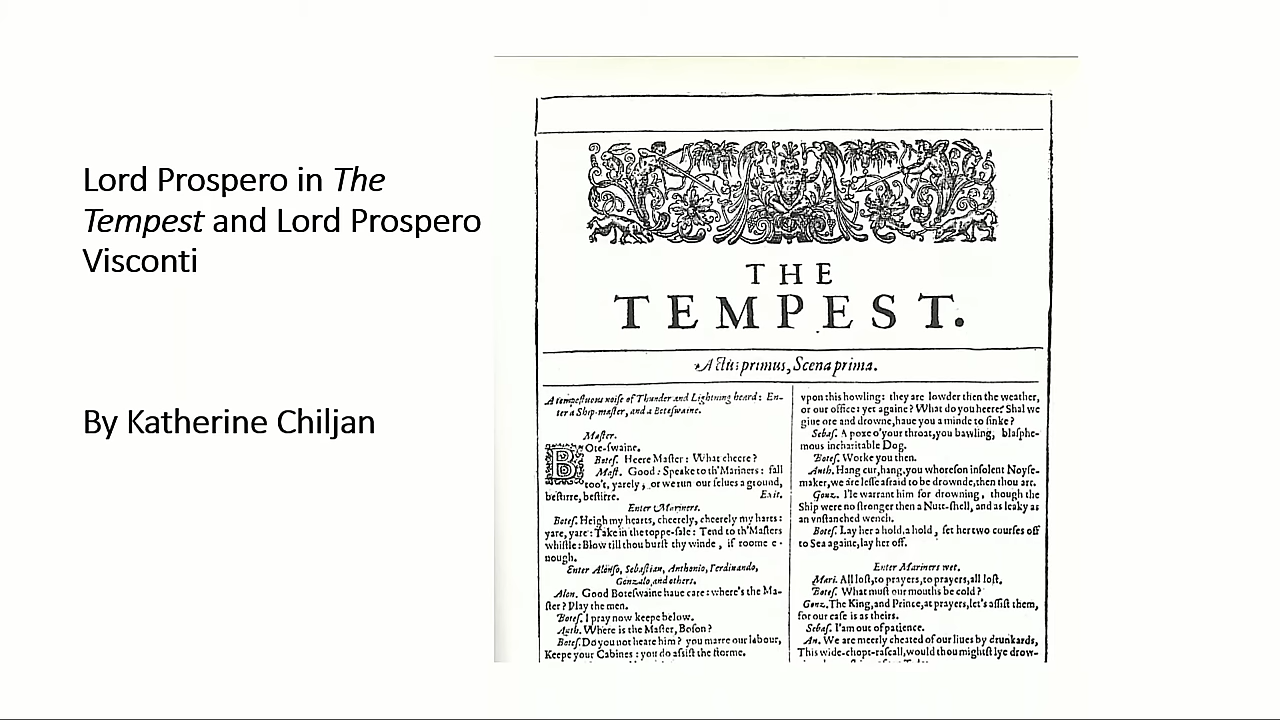 Lord Prospero in The
Tempest and Lord Prospero
Visconti
By Katherine Chiljan
THE
TEMPEST.
Actus primus, Scena prima.
A tempestuous noiſe of Thunder and Lightning heard: En-
ter a Ship-maſter, and a Boteſwaine.
Maſter.
BOte-ſwaine.
Boteſ. Heere Maſter: What cheere?
Maſt. Good: Speake to th'Mariners: fall
too't, yarely, or we run our ſelues a ground,
beſtirre, beſtirre. Exit.
Enter Mariners.
Boteſ. Heigh my hearts, cheerely, cheerely my harts:
yare, yare: Take in the toppe-ſale: Tend to th'Maſters
whiſtle: Blow till thou burſt thy winde, if roome e-
nough.
Enter Alonſo, Sebaſtian, Anthonio, Ferdinando,
Gonzalo, and others.
Alon. Good Boteſwaine haue care: where's the Ma-
ſter? Play the men.
Boteſ. I pray now keepe below.
Auth. Where is the Maſter, Boſon?
Boteſ. Do you not heare him? you marre our labour,
Keepe your Cabines: you do aſsiſt the ſtorme.
vpon this howling: they are lowder then the weather,
or our office: yet againe? What do you heere? Shal we
giue ore and drowne, haue you a minde to ſinke?
Sebaſ. A poxe o'your throat, you bawling, blaſphe-
mous incharitable Dog.
Boteſ. Worke you then.
Anth. Hang cur, hang, you whoreſon inſolent Noyſe-
maker, we are leſſe afraid to be drownde, then thou art.
Gonz. I'le warrant him for drowning, though the
Ship were no ſtronger then a Nutt-ſhell, and as leaky as
an vnſtanched wench.
Boteſ. Lay her a hold, a hold, ſet her two courſes off
to Sea againe, lay her off.
Enter Mariners wet.
Mari. All loſt, to prayers, to prayers, all loſt.
Boteſ. What muſt our mouths be cold?
Gonz. The King, and Prince, at prayers, let's aſſiſt them,
for our caſe is as theirs.
Sebaſ. I'am out of patience.
An. We are meerly cheated of our liues by drunkards,
This wide-chopt-raſcall, would thou mightſt lye drow-